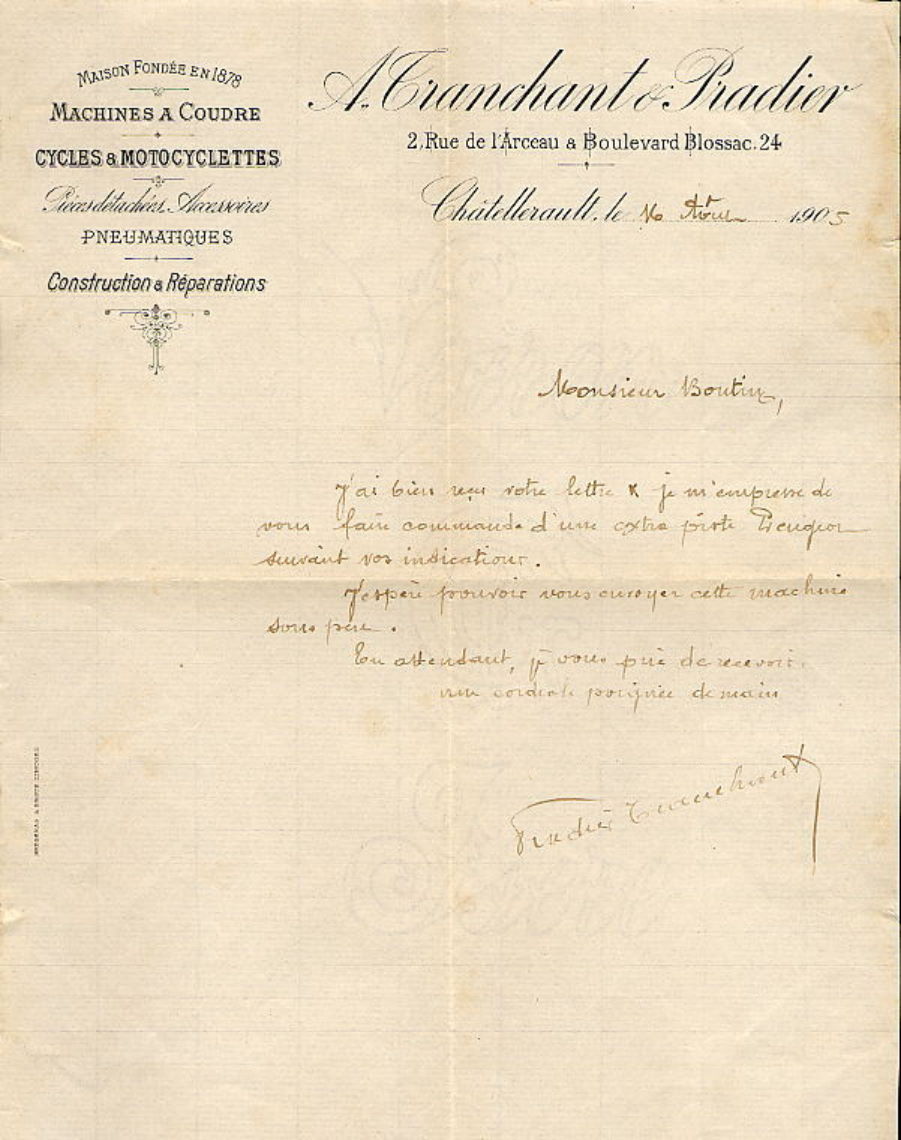 MAISON FONDÉE EN 1878
MACHINES A COUDRE
CYCLES & MOTOCYCLETTES
Pièces détachées, Accessoires
PNEUMATIQUES
Construction & Réparations
A. Tranchant & Pradier
2, Rue de l'Arceau & Boulevard Blossac. 24
Châtellerault, le 16 1905
Monsieur Boutin,
J'ai bien reçu votre lettre & je m'empresse de
vous faire commande d'une extra Peugeot
suivant vos indications.
J'espère pouvoir vous envoyer cette machine
sous peu.
En attendant, je vous prie de recevoir
une cordiale poignée de main
Pradier Tranchant